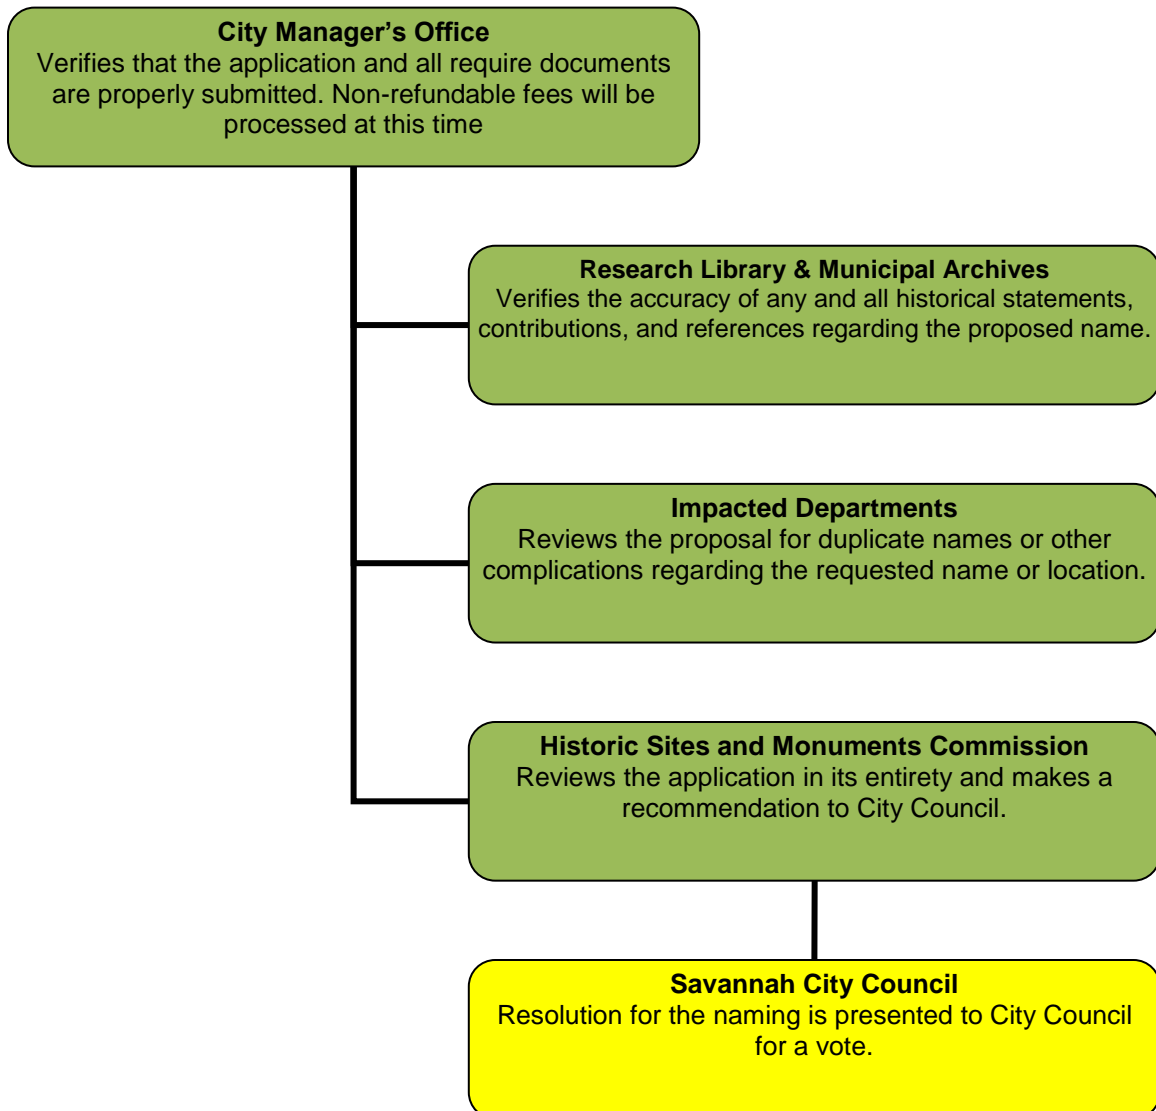 City Manager’s Office
Verifies that the application and all require documents
are properly submitted. Non-refundable fees will be
processed at this time
Research Library & Municipal Archives
Verifies the accuracy of any and all historical statements,
contributions, and references regarding the proposed name.
Impacted Departments
Reviews the proposal for duplicate names or other
complications regarding the requested name or location.
Historic Sites and Monuments Commission
Reviews the application in its entirety and makes a
recommendation to City Council.
Savannah City Council
Resolution for the naming is presented to City Council
for a vote.